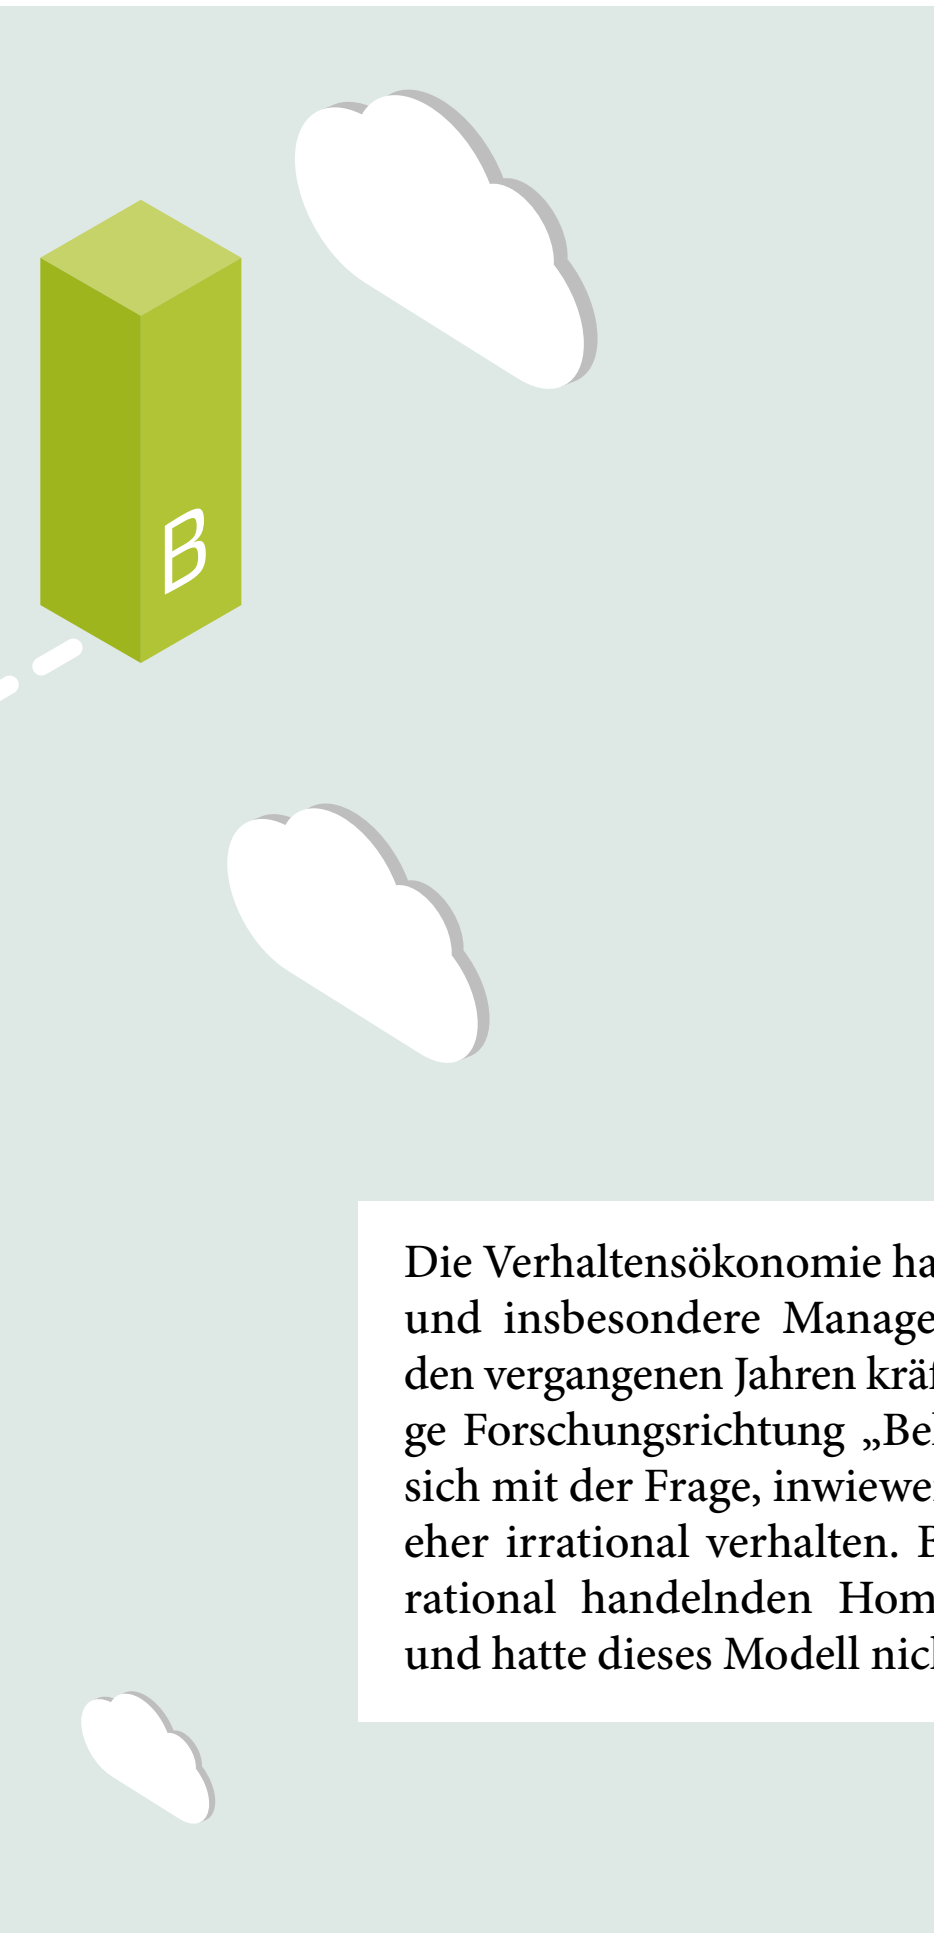 B
Die Verhaltensökonomie ha
und insbesondere Manage
den vergangenen Jahren krä
ge Forschungsrichtung „Be
sich mit der Frage, inwiewe
eher irrational verhalten.
rational handelnden Hom
und hatte dieses Modell nic